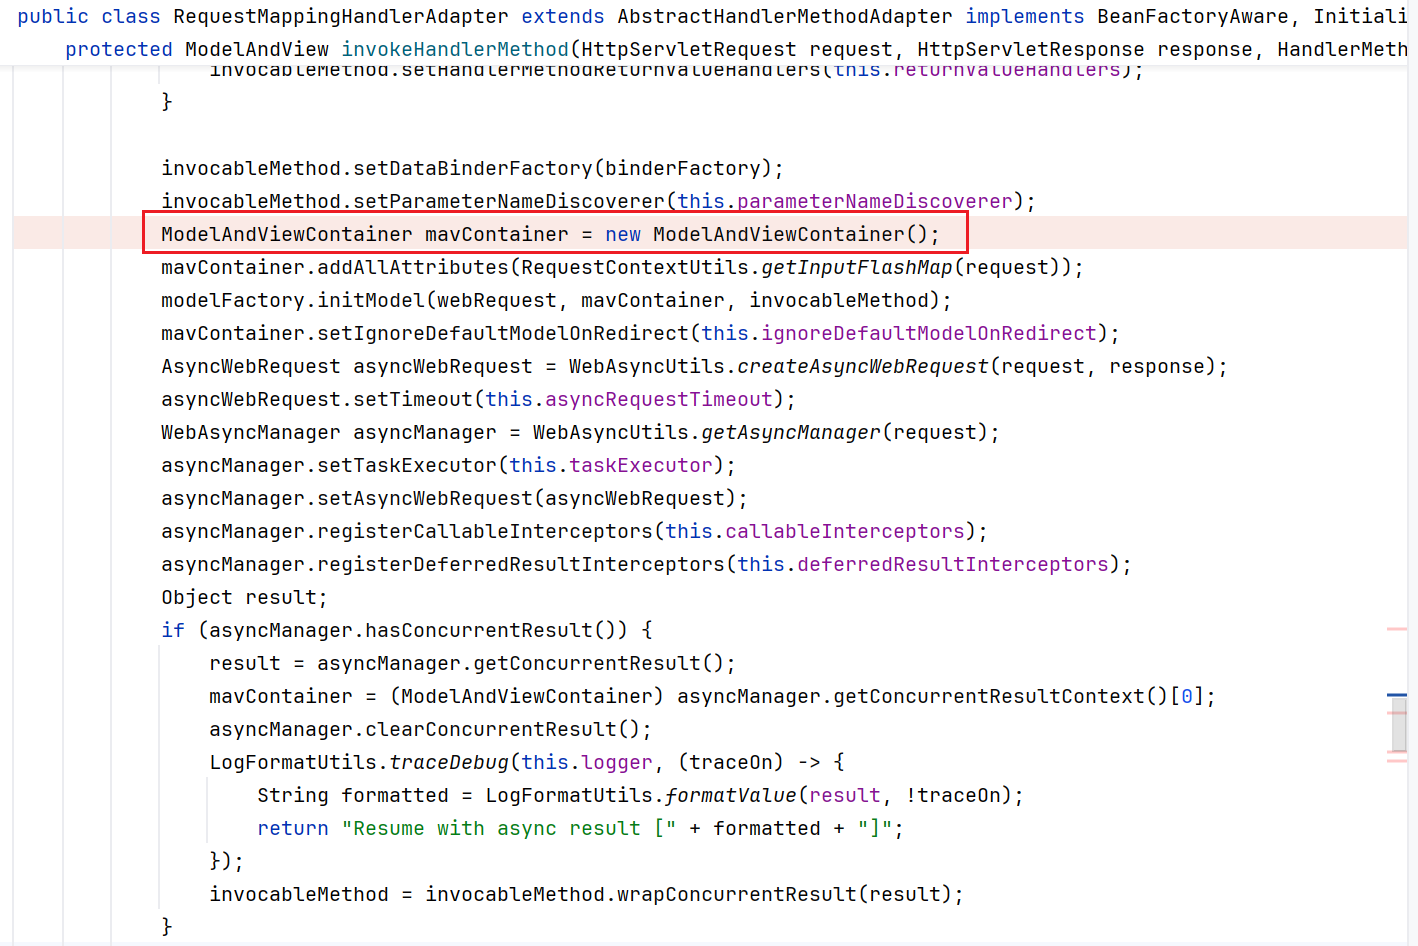 public class RequestMappingHandlerAdapter extends AbstractHandlerMethodAdapter implements BeanFactoryAware, Initiali
protected ModelAndView invokeHandlerMethod(HttpServletRequest request, HttpServletResponse response, HandlerMeth
invocableMethod.setHandlerMethodReturnValueHandlers(this.returnValueHandlers);
}
invocableMethod.setDataBinderFactory(binderFactory);
invocableMethod.setParameterNameDiscoverer(this.parameterNameDiscoverer);
ModelAndViewContainer mavContainer = new ModelAndViewContainer();
mavContainer.addAllAttributes(RequestContextUtils.getInputFlashMap(request));
modelFactory.initModel(webRequest, mavContainer, invocableMethod);
mavContainer.setIgnoreDefaultModelOnRedirect(this.ignoreDefaultModelOnRedirect);
AsyncWebRequest asyncWebRequest = WebAsyncUtils.createAsyncWebRequest(request, response);
asyncWebRequest.setTimeout(this.asyncRequestTimeout);
WebAsyncManager asyncManager = WebAsyncUtils.getAsyncManager(request);
asyncManager.setTaskExecutor(this.taskExecutor);
asyncManager.setAsyncWebRequest(asyncWebRequest);
asyncManager.registerCallableInterceptors(this.callableInterceptors);
asyncManager.registerDeferredResultInterceptors(this.deferredResultInterceptors);
Object result;
if (asyncManager.hasConcurrentResult()) {
result = asyncManager.getConcurrentResult();
mavContainer = (ModelAndViewContainer) asyncManager.getConcurrentResultContext()[0];
asyncManager.clearConcurrentResult();
LogFormatUtils.traceDebug(this.logger, (traceOn) -> {
String formatted = LogFormatUtils.formatValue(result, !traceOn);
return "Resume with async result [" + formatted + "]";
});
invocableMethod = invocableMethod.wrapConcurrentResult(result);
}